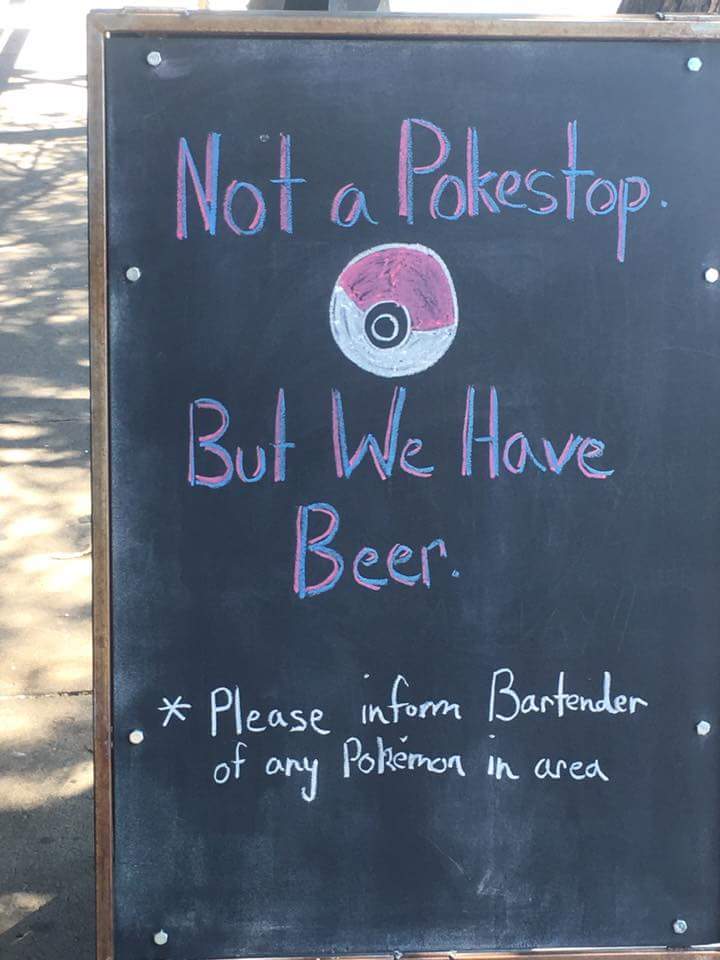 Not a Pokestop.
But We Have
Beer.
* Please inform Bartender
of any Pokémon in area